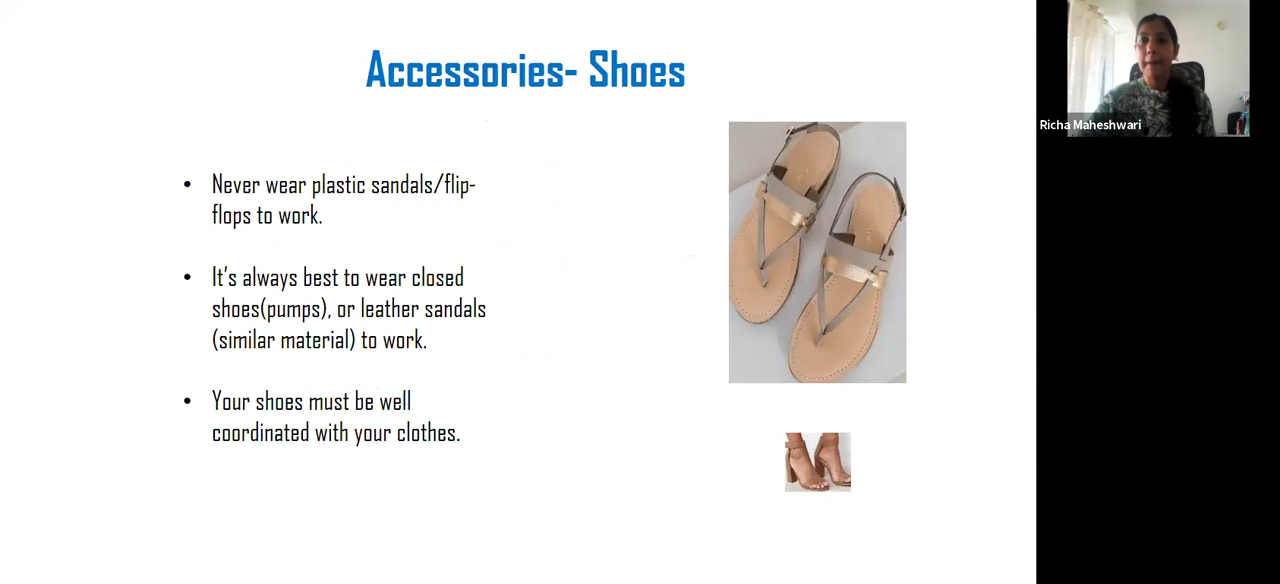 Accessories- Shoes
Richa Maheshwari
• Never wear plastic sandals/flip-
flops to work.
• It's always best to wear closed
shoes(pumps), or leather sandals
(similar material) to work.
• Your shoes must be well
coordinated with your clothes.